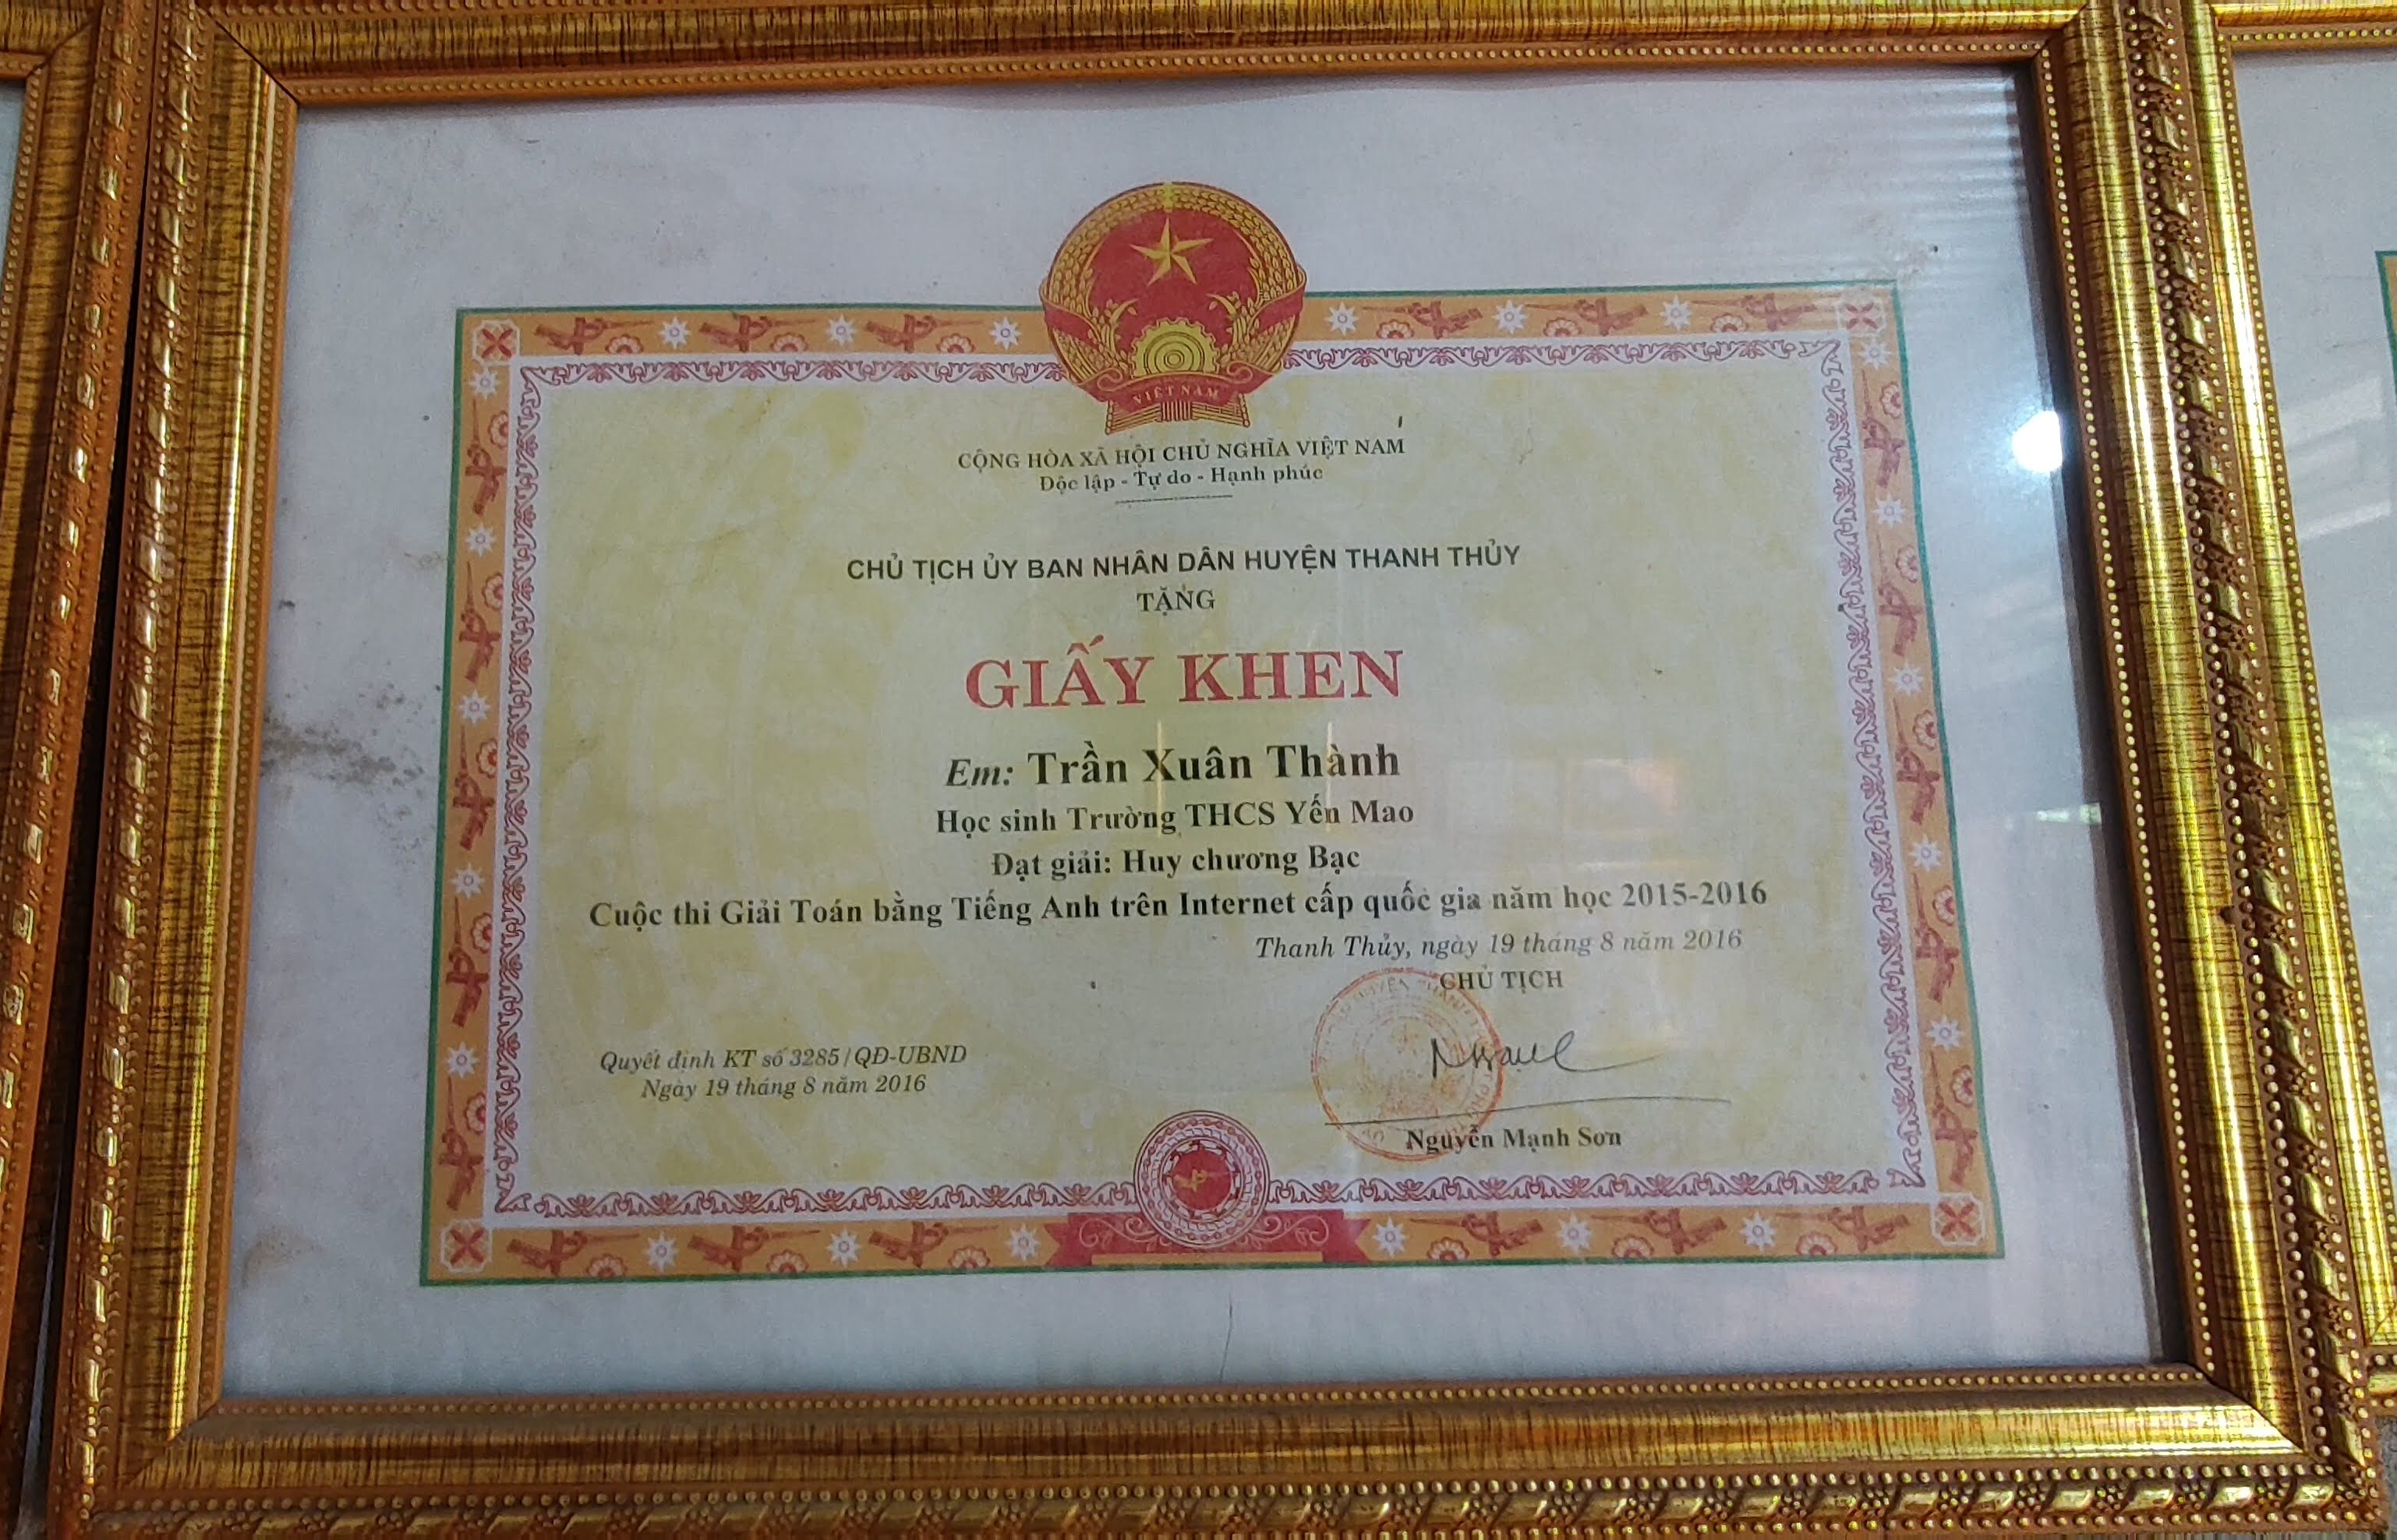 VIỆT NAM
CỘNG HÒA XÃ HỘI CHỦ NGHĨA VIỆT NAM
Độc lập - Tự do - Hạnh phúc
CHỦ TỊCH ỦY BAN NHÂN DÂN HUYỆN THANH THỦY
TẶNG
GIẤY KHEN
Em: Trần Xuân Thành
Học sinh Trường THCS Yến Mao
Đạt giải: Huy chương Bạc
Cuộc thi Giải Toán bằng Tiếng Anh trên Internet cấp quốc gia năm học 2015-2016
Thanh Thủy, ngày 19 tháng 8 năm 2016
CHỦ TỊCH
Quyết định KT số 3285/QĐ-UBND
Ngày 19 tháng 8 năm 2016
Nguyễn Mạnh Sơn